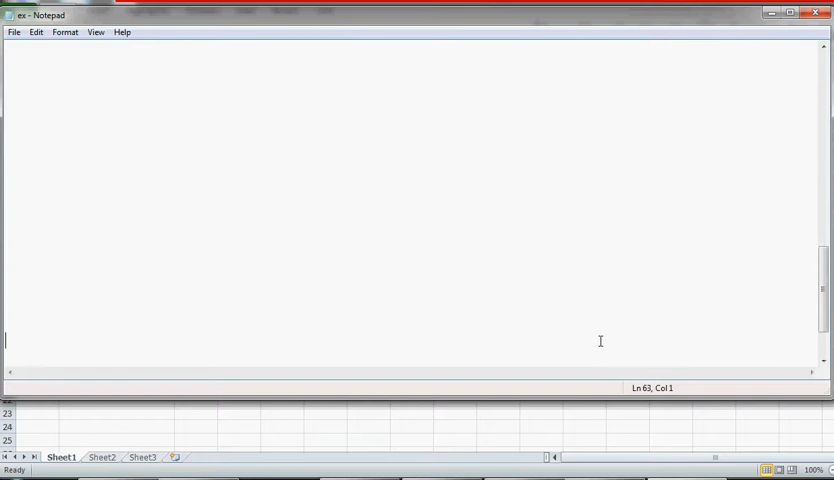 ex - Notepad
File Edit Format View Help
Ln 63, Col 1
23
24
25
Sheet1 Sheet2 Sheet3
Ready
100%